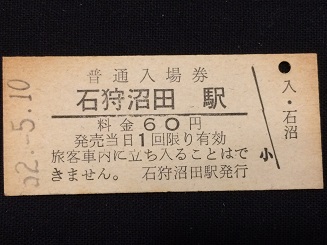 52.-5.10
普通入場券
石狩沼田駅
料金60円
発売当日1回限り有効
旅客車内に立ち入ることはで
きません。 石狩沼田駅発行
小
入・石沼